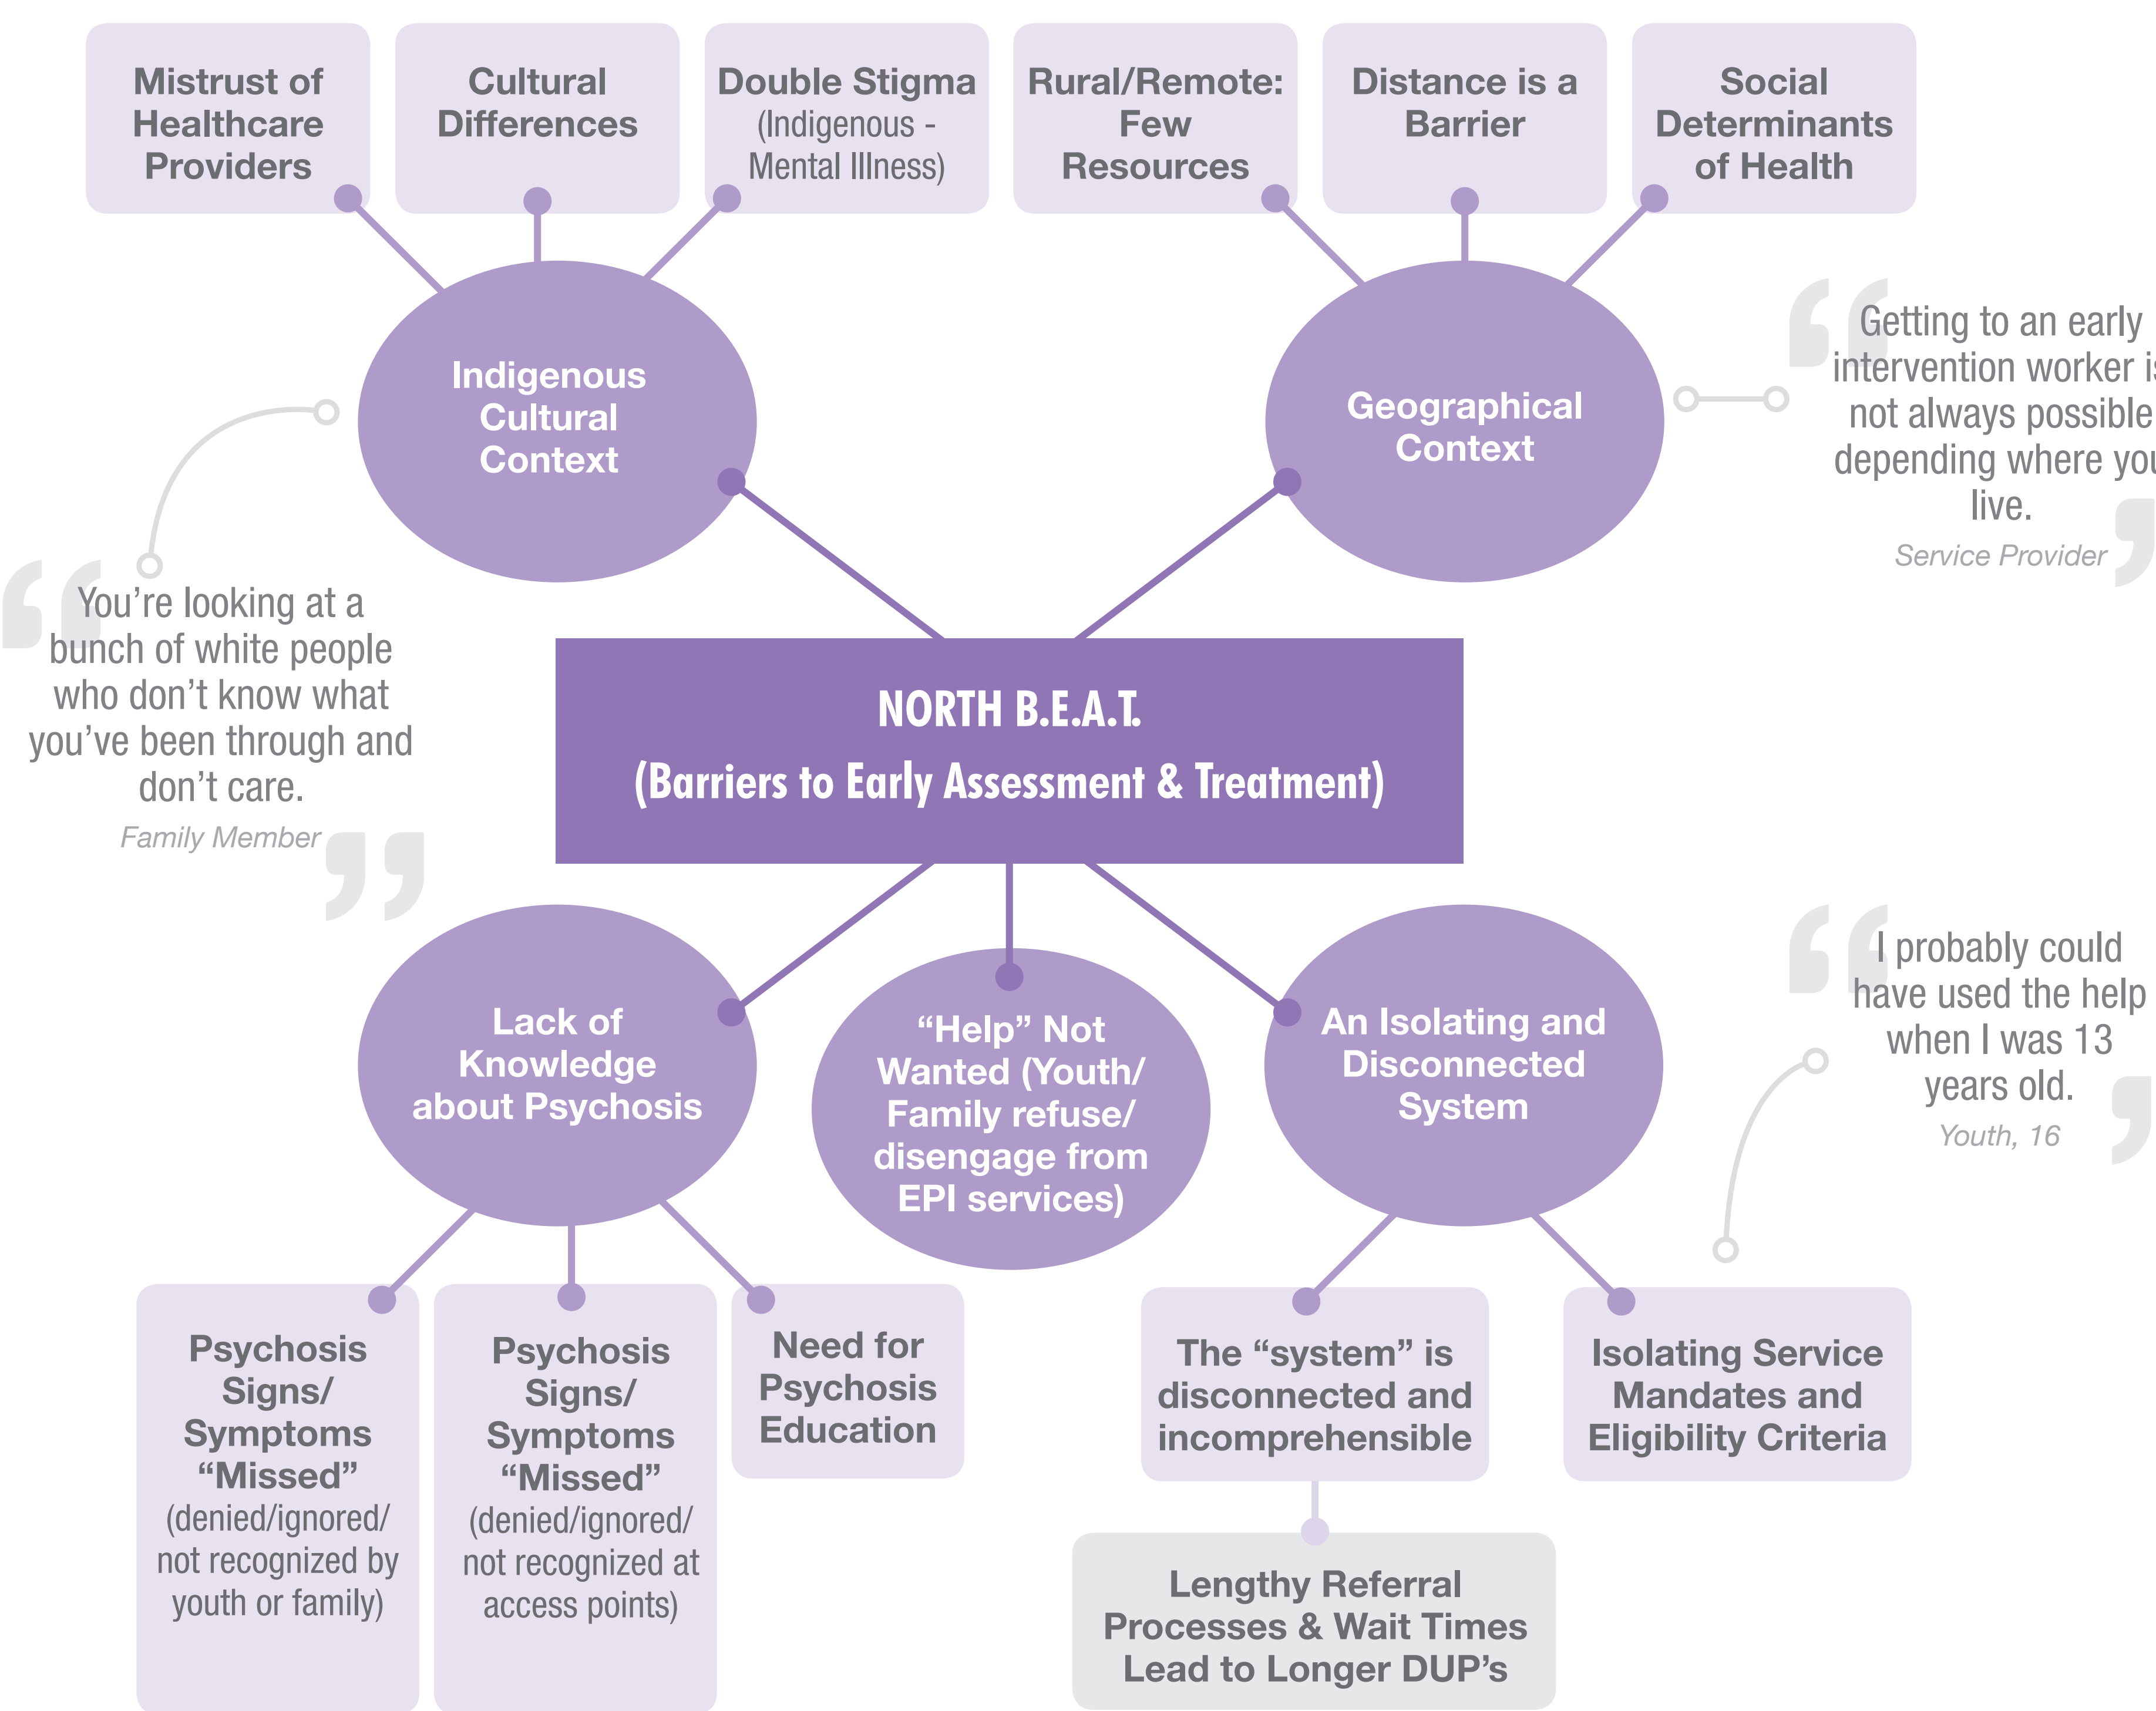 Mistrust of
Healthcare
Providers
Cultural
Differences
Double Stigma
(Indigenous -
Mental Illness)
Rural/Remote:
Few
Resources
Distance is a
Barrier
Social
Determinants
of Health
Indigenous
Cultural
Context
Geographical
Context
“Getting to an early
intervention worker is
not always possible
depending where you
live.”
Service Provider
“You’re looking at a
bunch of white people
who don’t know what
you’ve been through and
don’t care.”
Family Member
NORTH B.E.A.T.
(Barriers to Early Assessment & Treatment)
Lack of
Knowledge
about Psychosis
“Help” Not
Wanted (Youth/
Family refuse/
disengage from
EPI services)
An Isolating and
Disconnected
System
“I probably could
have used the help
when I was 13
years old.”
Youth, 16
Psychosis
Signs/
Symptoms
“Missed”
(denied/ignored/
not recognized by
youth or family)
Psychosis
Signs/
Symptoms
“Missed”
(denied/ignored/
not recognized at
access points)
Need for
Psychosis
Education
The “system” is
disconnected and
incomprehensible
Isolating Service
Mandates and
Eligibility Criteria
Lengthy Referral
Processes & Wait Times
Lead to Longer DUP’s